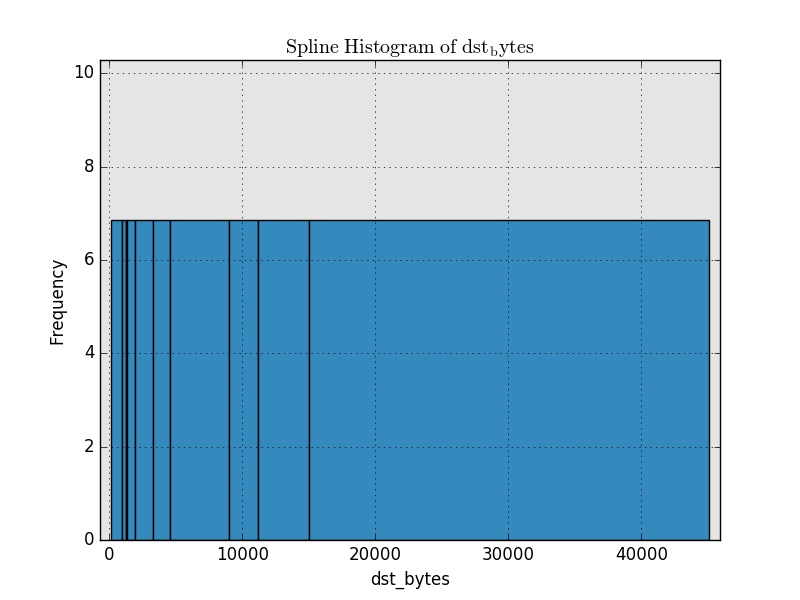 Spline Histogram of dst_bytes
10
8
6
4
2
0
Frequency
0 10000 20000 30000 40000
dst_bytes